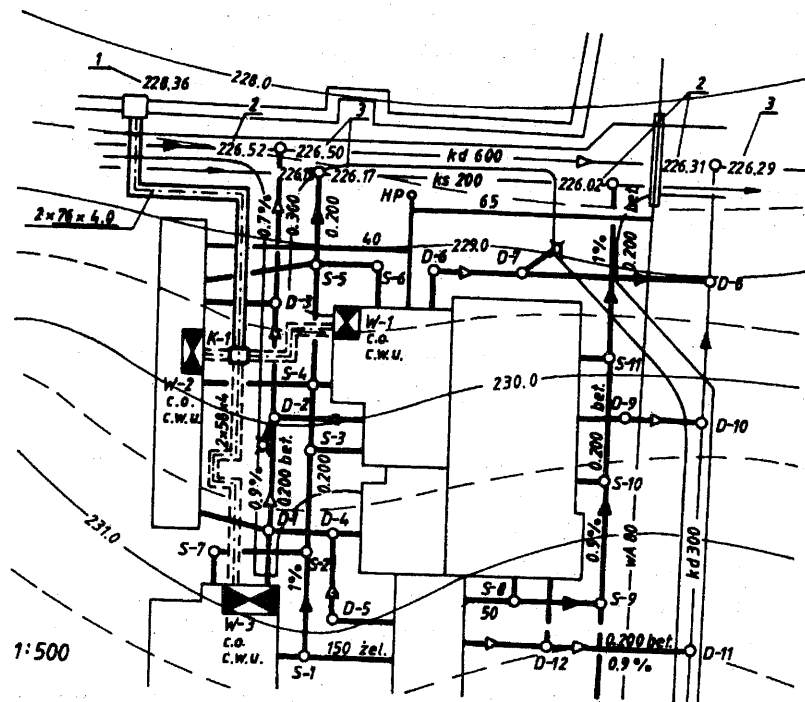 1
228.36
228.0
2
3
2
226.52
226.50
kd 600
226.31
3
226.29
226.17
ks 200
226.02
HP
65
bet.
2×76×4.0
0.7%
0.300
0.200
40
229.0
1%
0.200
D-6
D-7
D-8
S-5
S-6
D-3
K-1
W-1
c.o.
c.w.u.
W-2
c.o.
c.w.u.
S-4
230.0
S-11
2×58×4
D-2
D-9
D-10
bet.
S-3
0.200 bet.
0.200
0.200
S-10
0.9%
231.0
D-1
D-4
S-7
S-2
0.9%
wA 80
kd 300
1%
S-8
S-9
50
W-3
c.o.
c.w.u.
D-5
1:500
150 żel.
S-1
D-12
0.200 bet.
0.9%
D-11